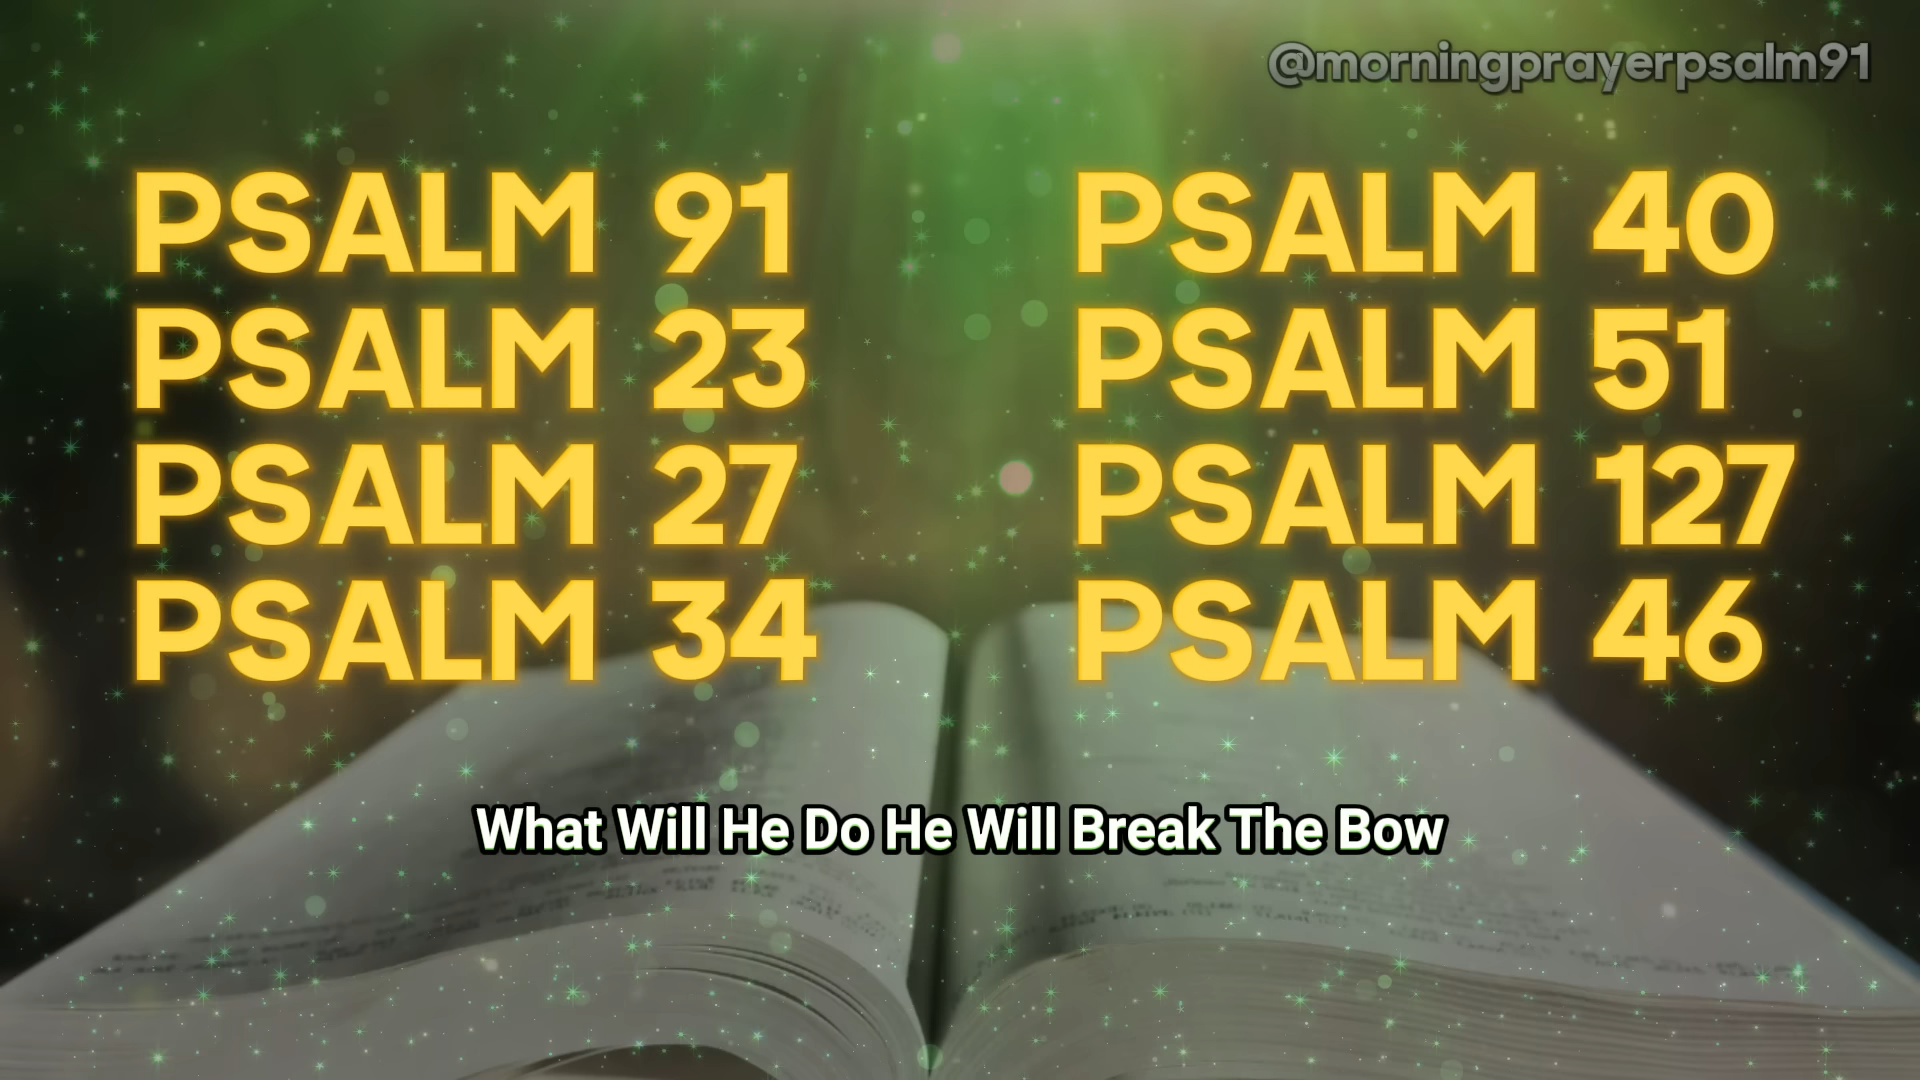 @morningprayerpsalm91
PSALM 91
PSALM 23
PSALM 27
PSALM 34
PSALM 40
PSALM 51
PSALM 127
PSALM 46
What Will He Do He Will Break The Bow